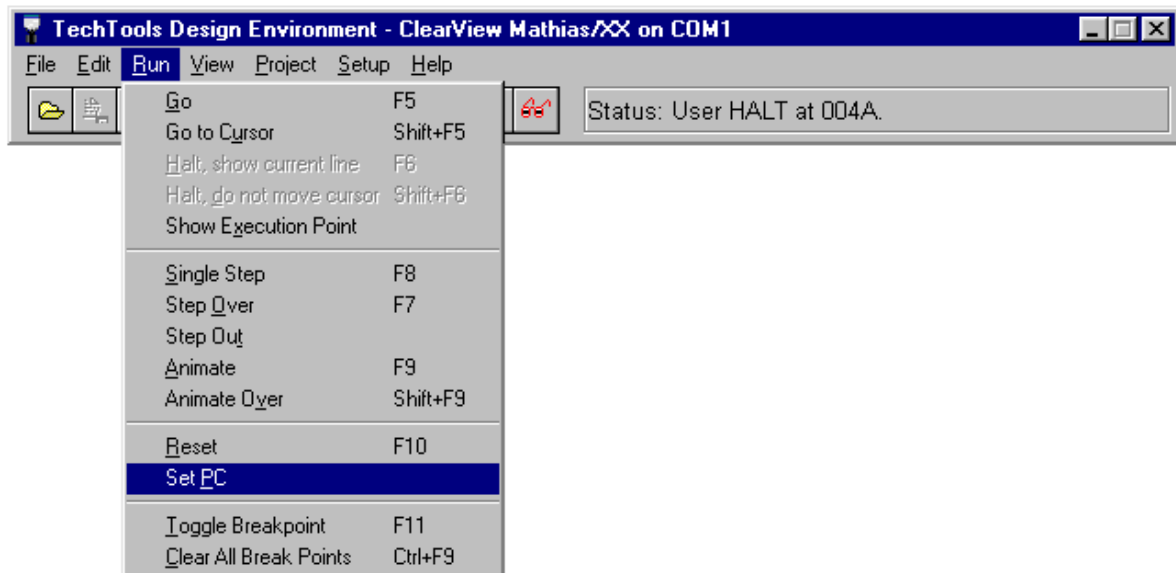 TechTools Design Environment - ClearView Mathias/XX on COM1
File Edit Run View Project Setup Help
Status: User HALT at 004A.
Go F5
Go to Cursor Shift+F5
Halt, show current line F6
Halt, do not move cursor Shift+F6
Show Execution Point
Single Step F8
Step Over F7
Step Out
Animate F9
Animate Over Shift+F9
Reset F10
Set PC
Toggle Breakpoint F11
Clear All Break Points Ctrl+F9